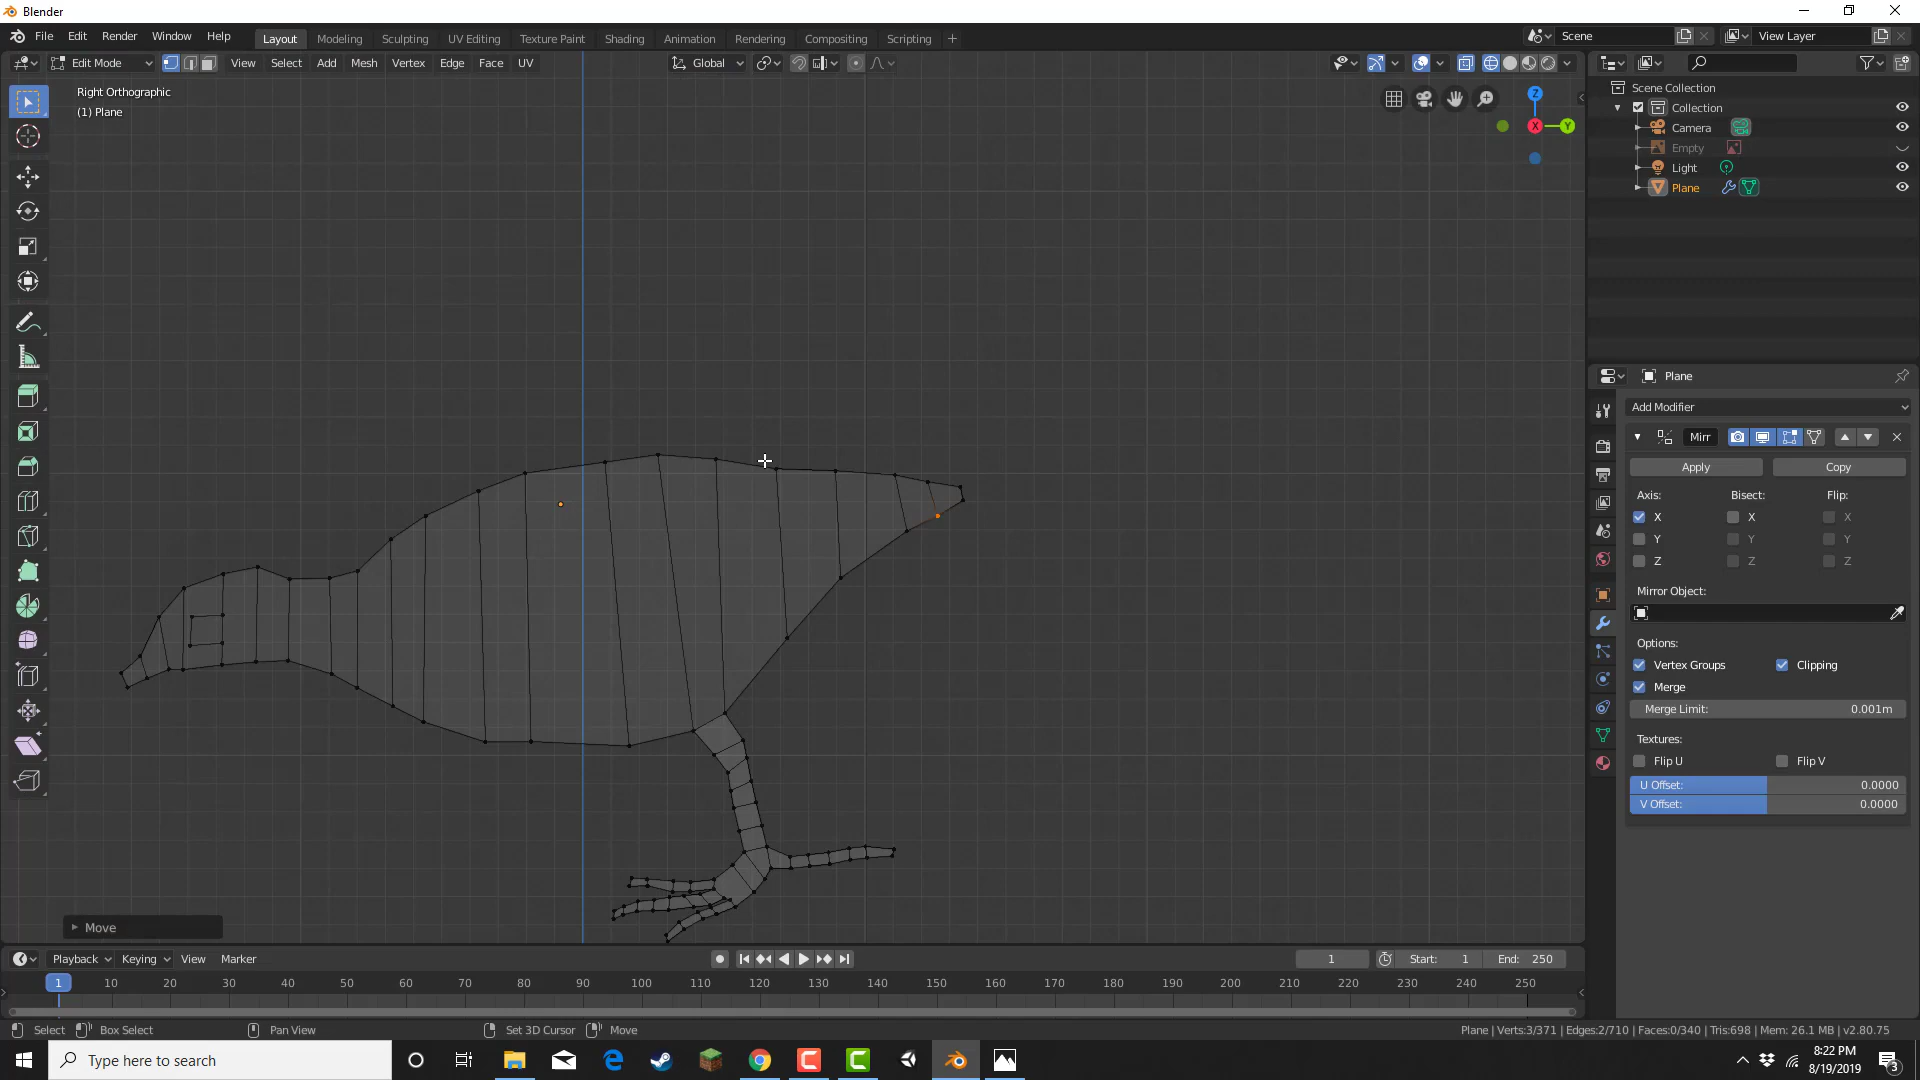 Blender
File Edit Render Window Help
Layout Modeling Sculpting UV Editing Texture Paint Shading Animation Rendering Compositing Scripting +
Scene
View Layer
Edit Mode
View Select Add Mesh Vertex Edge Face UV
Global
Right Orthographic
(1) Plane
Z
X
Y
Scene Collection
Collection
Camera
Empty
Light
Plane
Plane
Add Modifier
Mirr
Apply Copy
Axis: Bisect: Flip:
X X X
Y Y Y
Z Z Z
Mirror Object:
Options:
Vertex Groups Clipping
Merge
Merge Limit: 0.001m
Textures:
Flip U Flip V
U Offset: 0.0000
V Offset: 0.0000
Move
Playback Keying View Marker
1
Start: 1
End: 250
1 10 20 30 40 50 60 70 80 90 100 110 120 130 140 150 160 170 180 190 200 210 220 230 240 250
Select Box Select Pan View Set 3D Cursor Move
Plane | Verts:3/371 | Edges:2/710 | Faces:0/340 | Tris:698 | Mem: 26.1 MB | v2.80.75
Type here to search
8:22 PM
8/19/2019
3